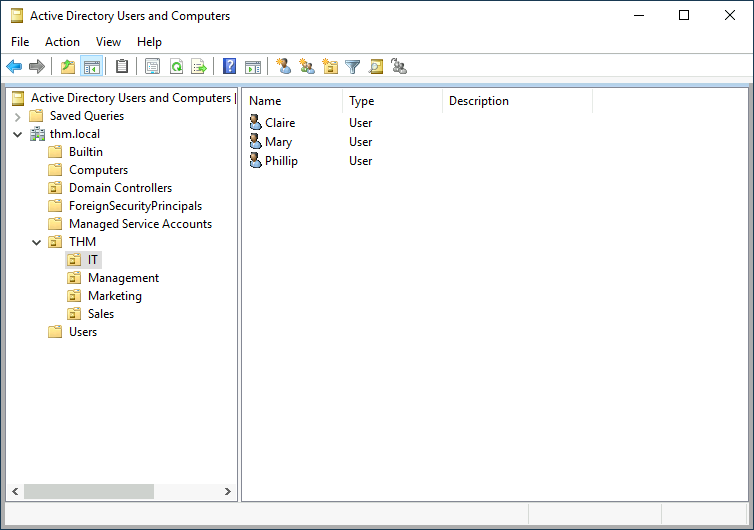 Active Directory Users and Computers
File Action View Help
Active Directory Users and Computers [
Saved Queries
thm.local
Builtin
Computers
Domain Controllers
ForeignSecurityPrincipals
Managed Service Accounts
THM
IT
Management
Marketing
Sales
Users
Name Type Description
Claire User
Mary User
Phillip User